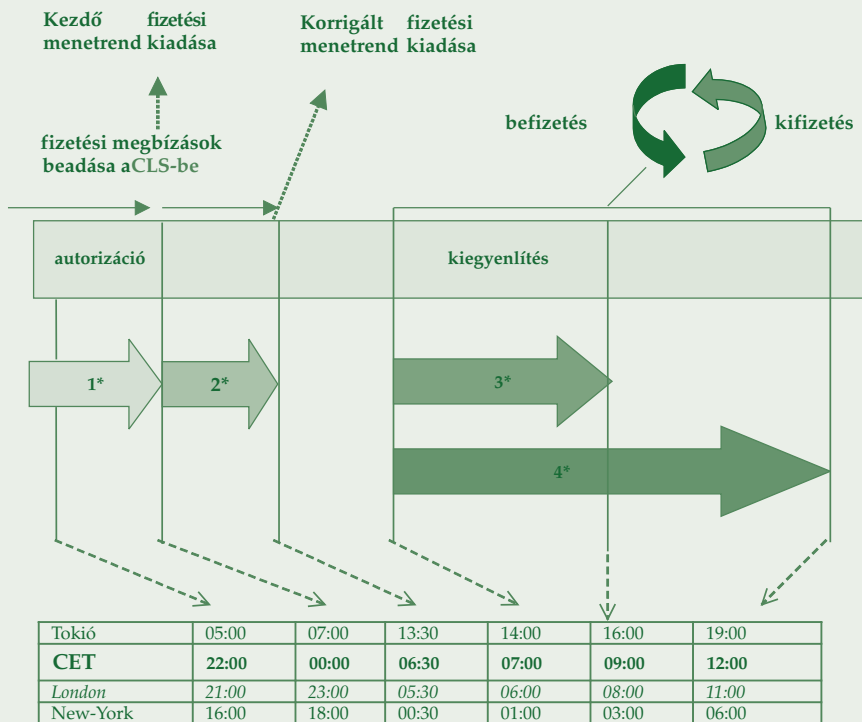 Kezdő fizetési
menetrend kiadása
Korrigált fizetési
menetrend kiadása
befizetés
kifizetés
fizetési megbízások
beadása aCLS-be
autorizáció
kiegyenlítés
1*
2*
3*
4*
Tokió 05:00 07:00 13:30 14:00 16:00 19:00
CET 22:00 00:00 06:30 07:00 09:00 12:00
London 21:00 23:00 05:30 06:00 08:00 11:00
New-York 16:00 18:00 00:30 01:00 03:00 06:00